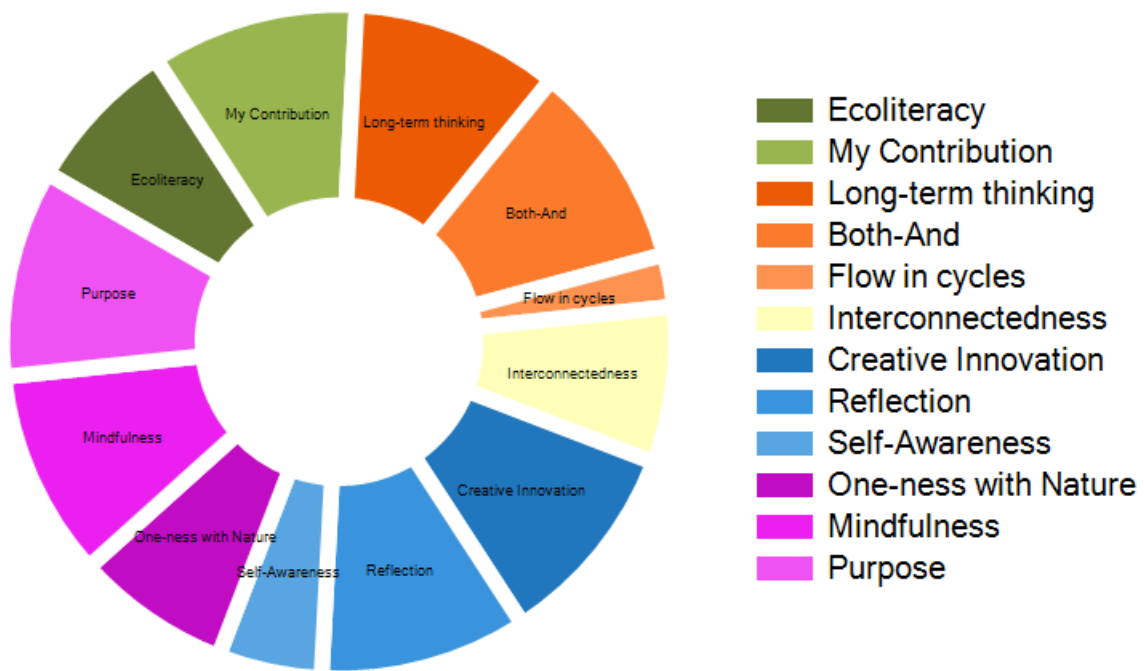 My Contribution
Long-term thinking
Ecoliteracy
Both-And
Purpose
Flow in cycles
Interconnectedness
Mindfulness
Creative Innovation
One-ness with Nature
Self-Awareness
Reflection
Ecoliteracy
My Contribution
Long-term thinking
Both-And
Flow in cycles
Interconnectedness
Creative Innovation
Reflection
Self-Awareness
One-ness with Nature
Mindfulness
Purpose